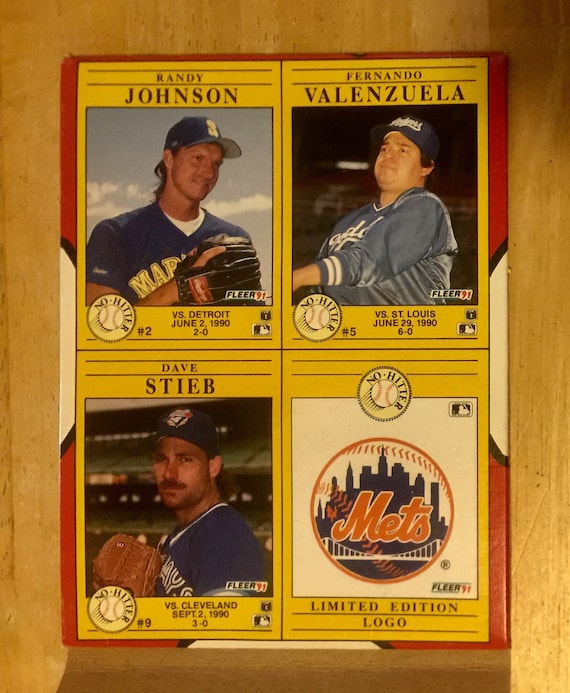 RANDY
JOHNSON
MAR
FLEER 91
NO·HITTER
#2
VS. DETROIT
JUNE 2, 1990
2-0
FERNANDO
VALENZUELA
FLEER 91
NO·HITTER
#5
VS. ST. LOUIS
JUNE 29, 1990
6-0
DAVE
STIEB
FLEER 91
NO·HITTER
#9
VS. CLEVELAND
SEPT. 2, 1990
3-0
NO·HITTER
Mets
®
FLEER 91
LIMITED EDITION
LOGO